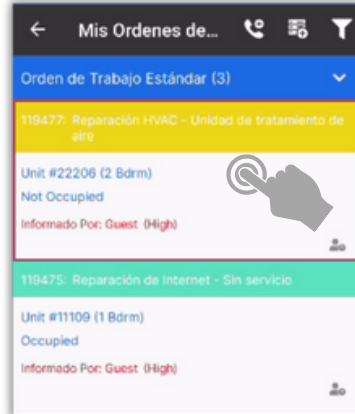 Mis Ordenes de...
Orden de Trabajo Estándar (3)
119477: Reparación HVAC - Unidad de tratamiento de
aire
Unit #22206 (2 Bdrm)
Not Occupied
Informado Por: Guest (High)
119475: Reparación de Internet - Sin servicio
Unit #11109 (1 Bdrm)
Occupied
Informado Por: Guest (High)